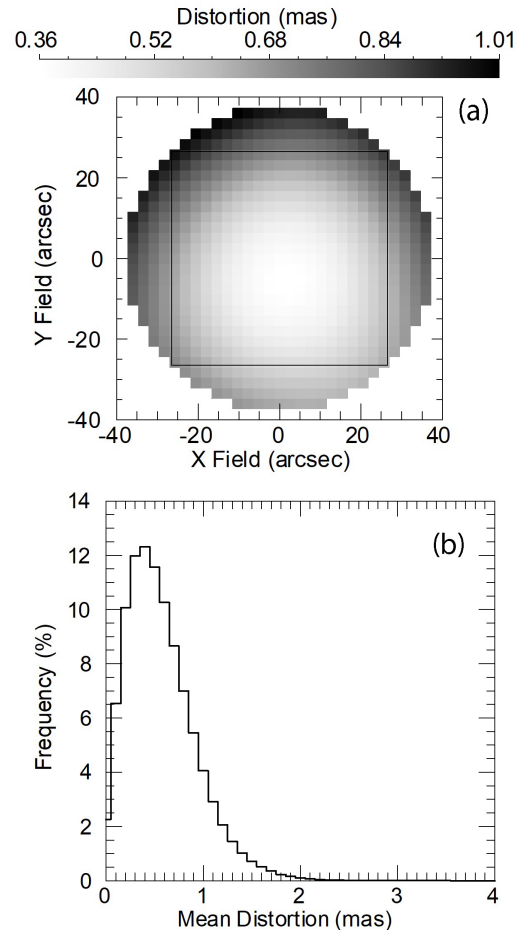 Distortion (mas)
0.36 0.52 0.68 0.84 1.01
(a)
40
20
0
-20
-40
Y Field (arcsec)
-40 -20 0 20 40
X Field (arcsec)
(b)
14
12
10
8
6
4
2
0
Frequency (%)
0 1 2 3 4
Mean Distortion (mas)